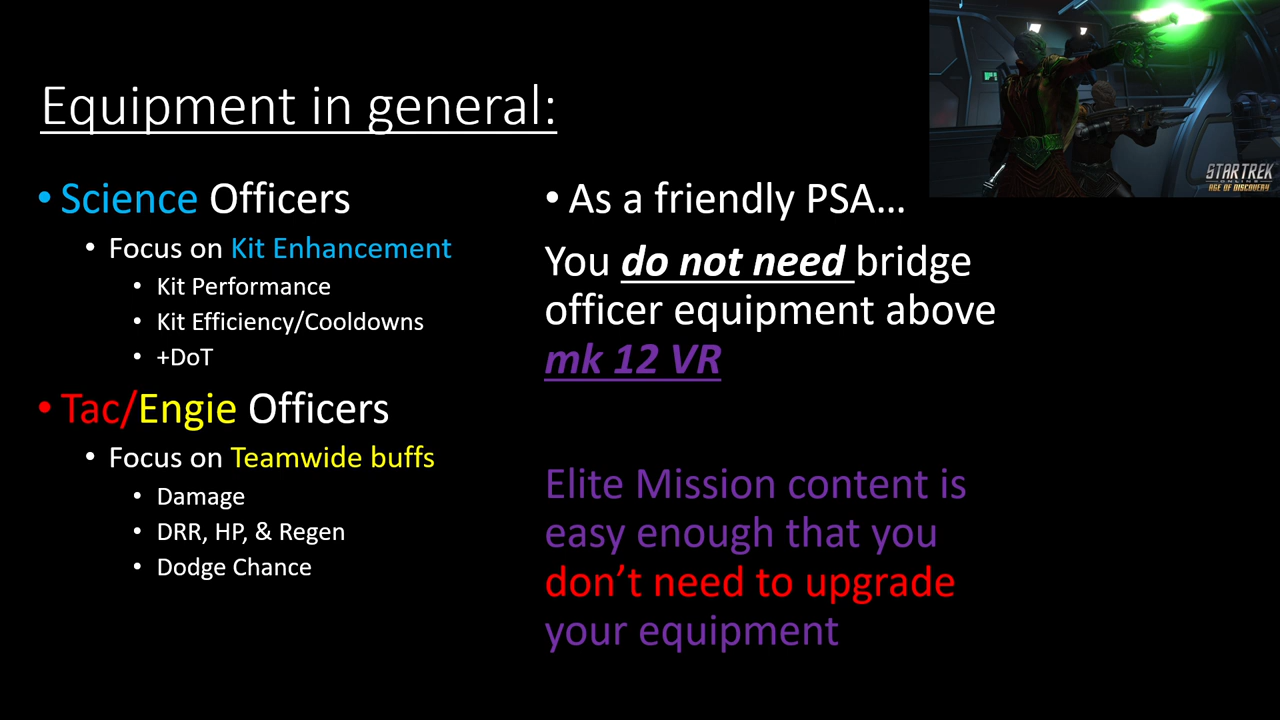 Equipment in general:
• Science Officers
• Focus on Kit Enhancement
• Kit Performance
• Kit Efficiency/Cooldowns
• +DoT
• Tac/Engie Officers
• Focus on Teamwide buffs
• Damage
• DRR, HP, & Regen
• Dodge Chance
• As a friendly PSA…
You do not need bridge
officer equipment above
mk 12 VR
Elite Mission content is
easy enough that you
don’t need to upgrade
your equipment
STAR TREK
ONLINE
AGE OF DISCOVERY